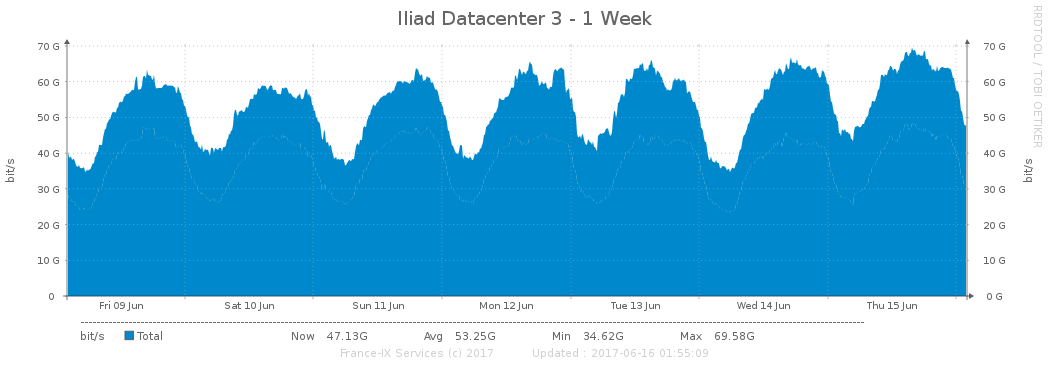 Iliad Datacenter 3 - 1 Week
RRDTOOL / TOBI OETIKER
bit/s
70 G 70 G
60 G 60 G
50 G 50 G
40 G 40 G
30 G 30 G
20 G 20 G
10 G 10 G
0 0 G
bit/s
Fri 09 Jun Sat 10 Jun Sun 11 Jun Mon 12 Jun Tue 13 Jun Wed 14 Jun Thu 15 Jun
bit/s Total Now 47.13G Avg 53.25G Min 34.62G Max 69.58G
France-IX Services (c) 2017 Updated : 2017-06-16 01:55:09